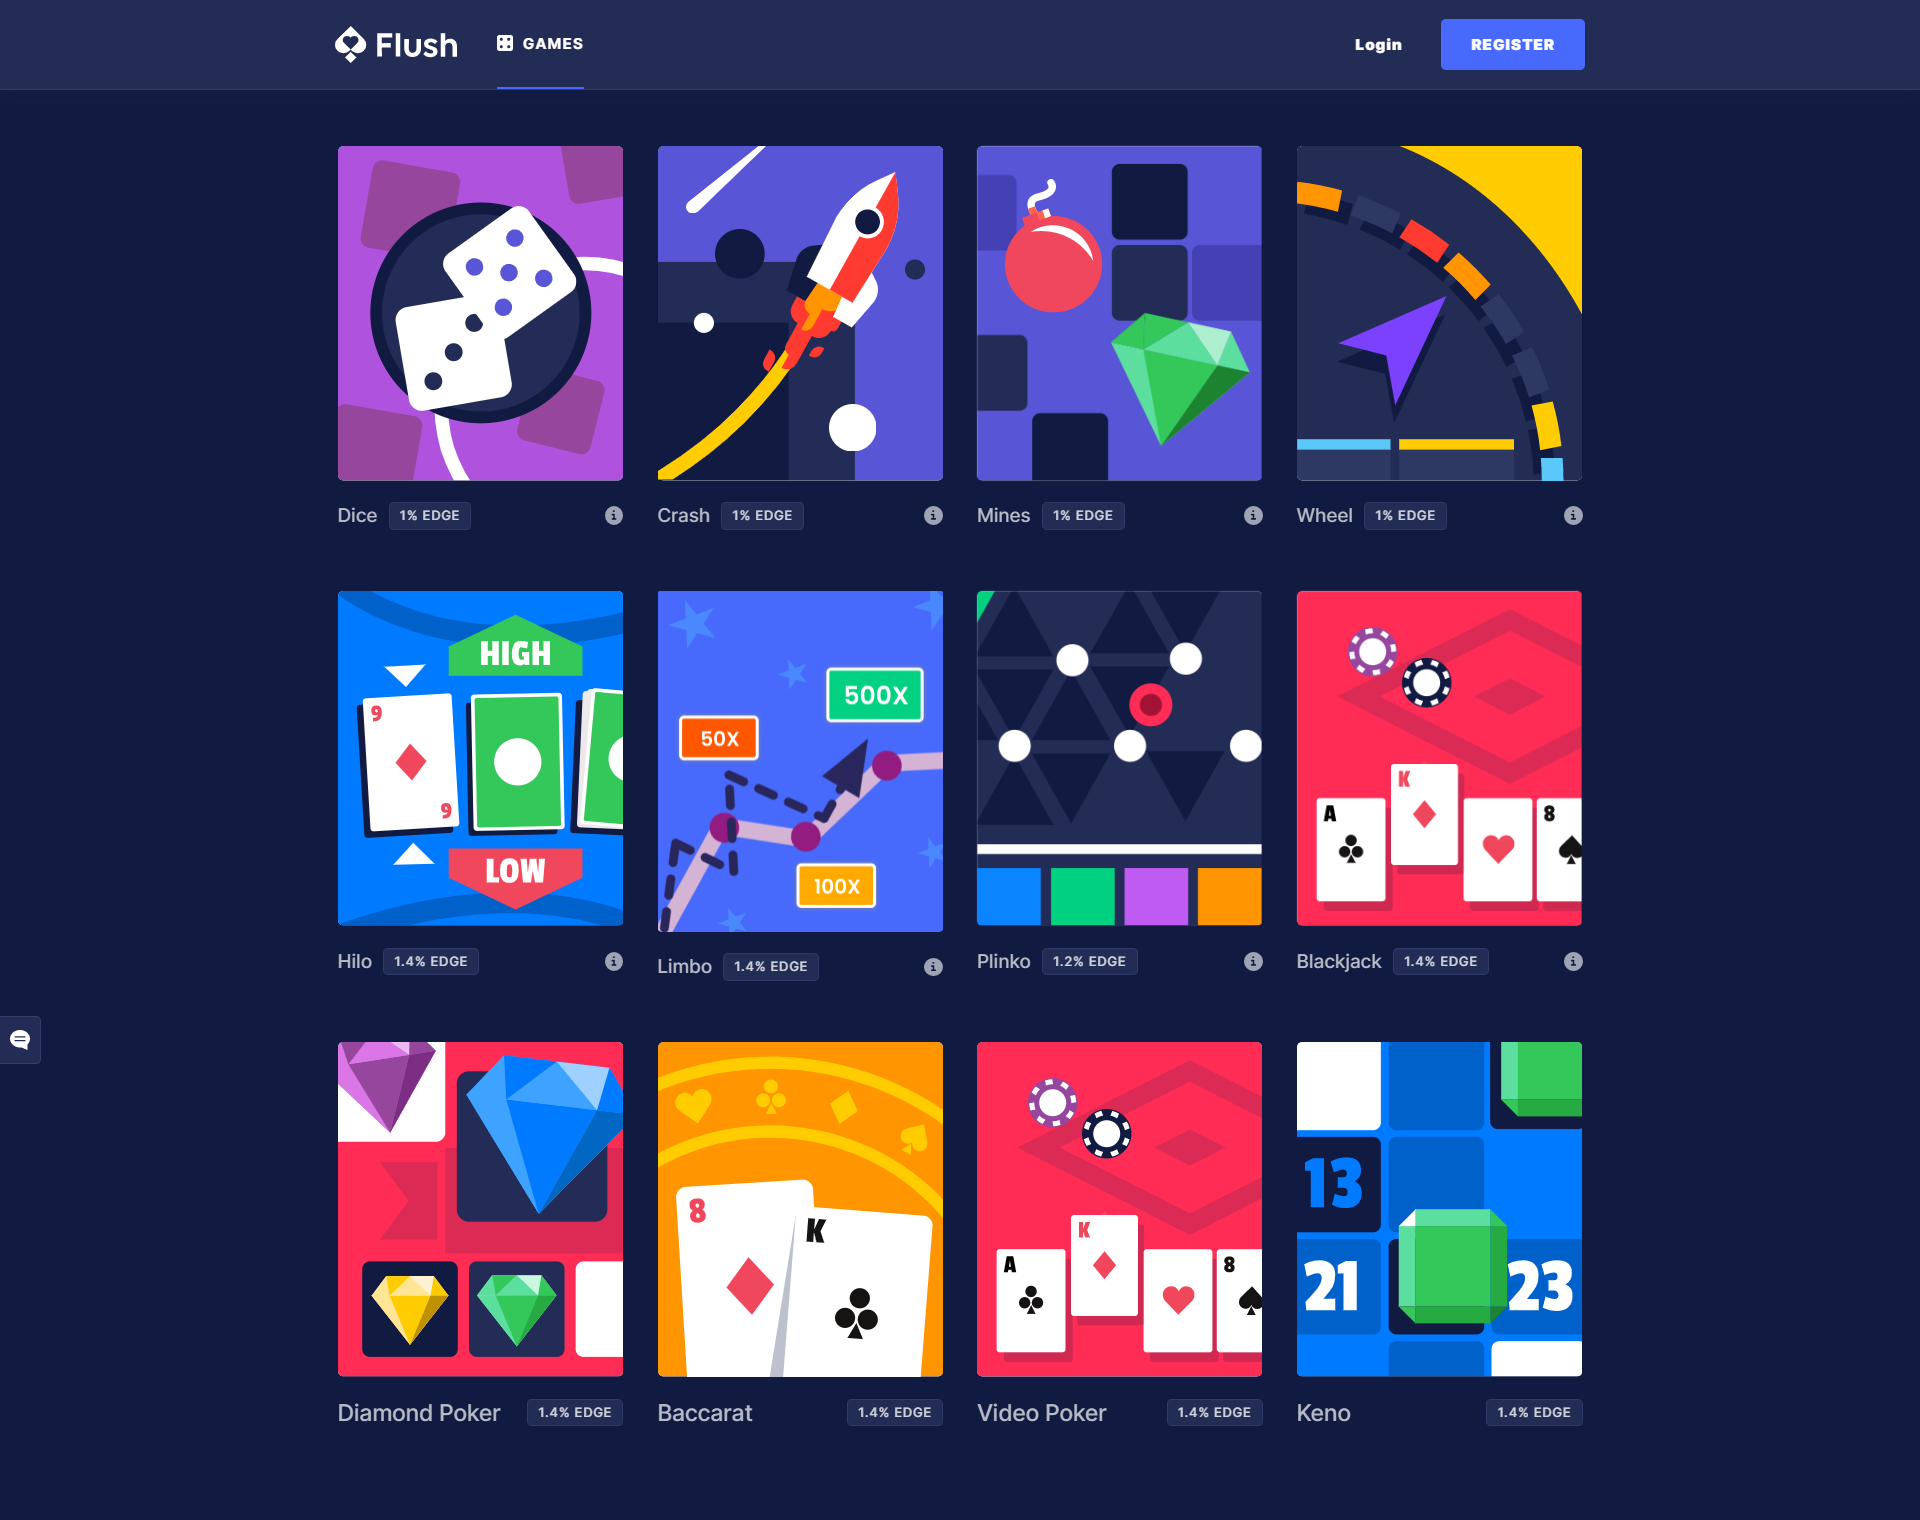 Flush
GAMES
Login
REGISTER
Dice
1% EDGE
Crash
1% EDGE
Mines
1% EDGE
Wheel
1% EDGE
HIGH
9
9
LOW
500X
50X
100X
K
A
8
Hilo
1.4% EDGE
Limbo
1.4% EDGE
Plinko
1.2% EDGE
Blackjack
1.4% EDGE
8
K
K
A
8
13
21
23
Diamond Poker
1.4% EDGE
Baccarat
1.4% EDGE
Video Poker
1.4% EDGE
Keno
1.4% EDGE